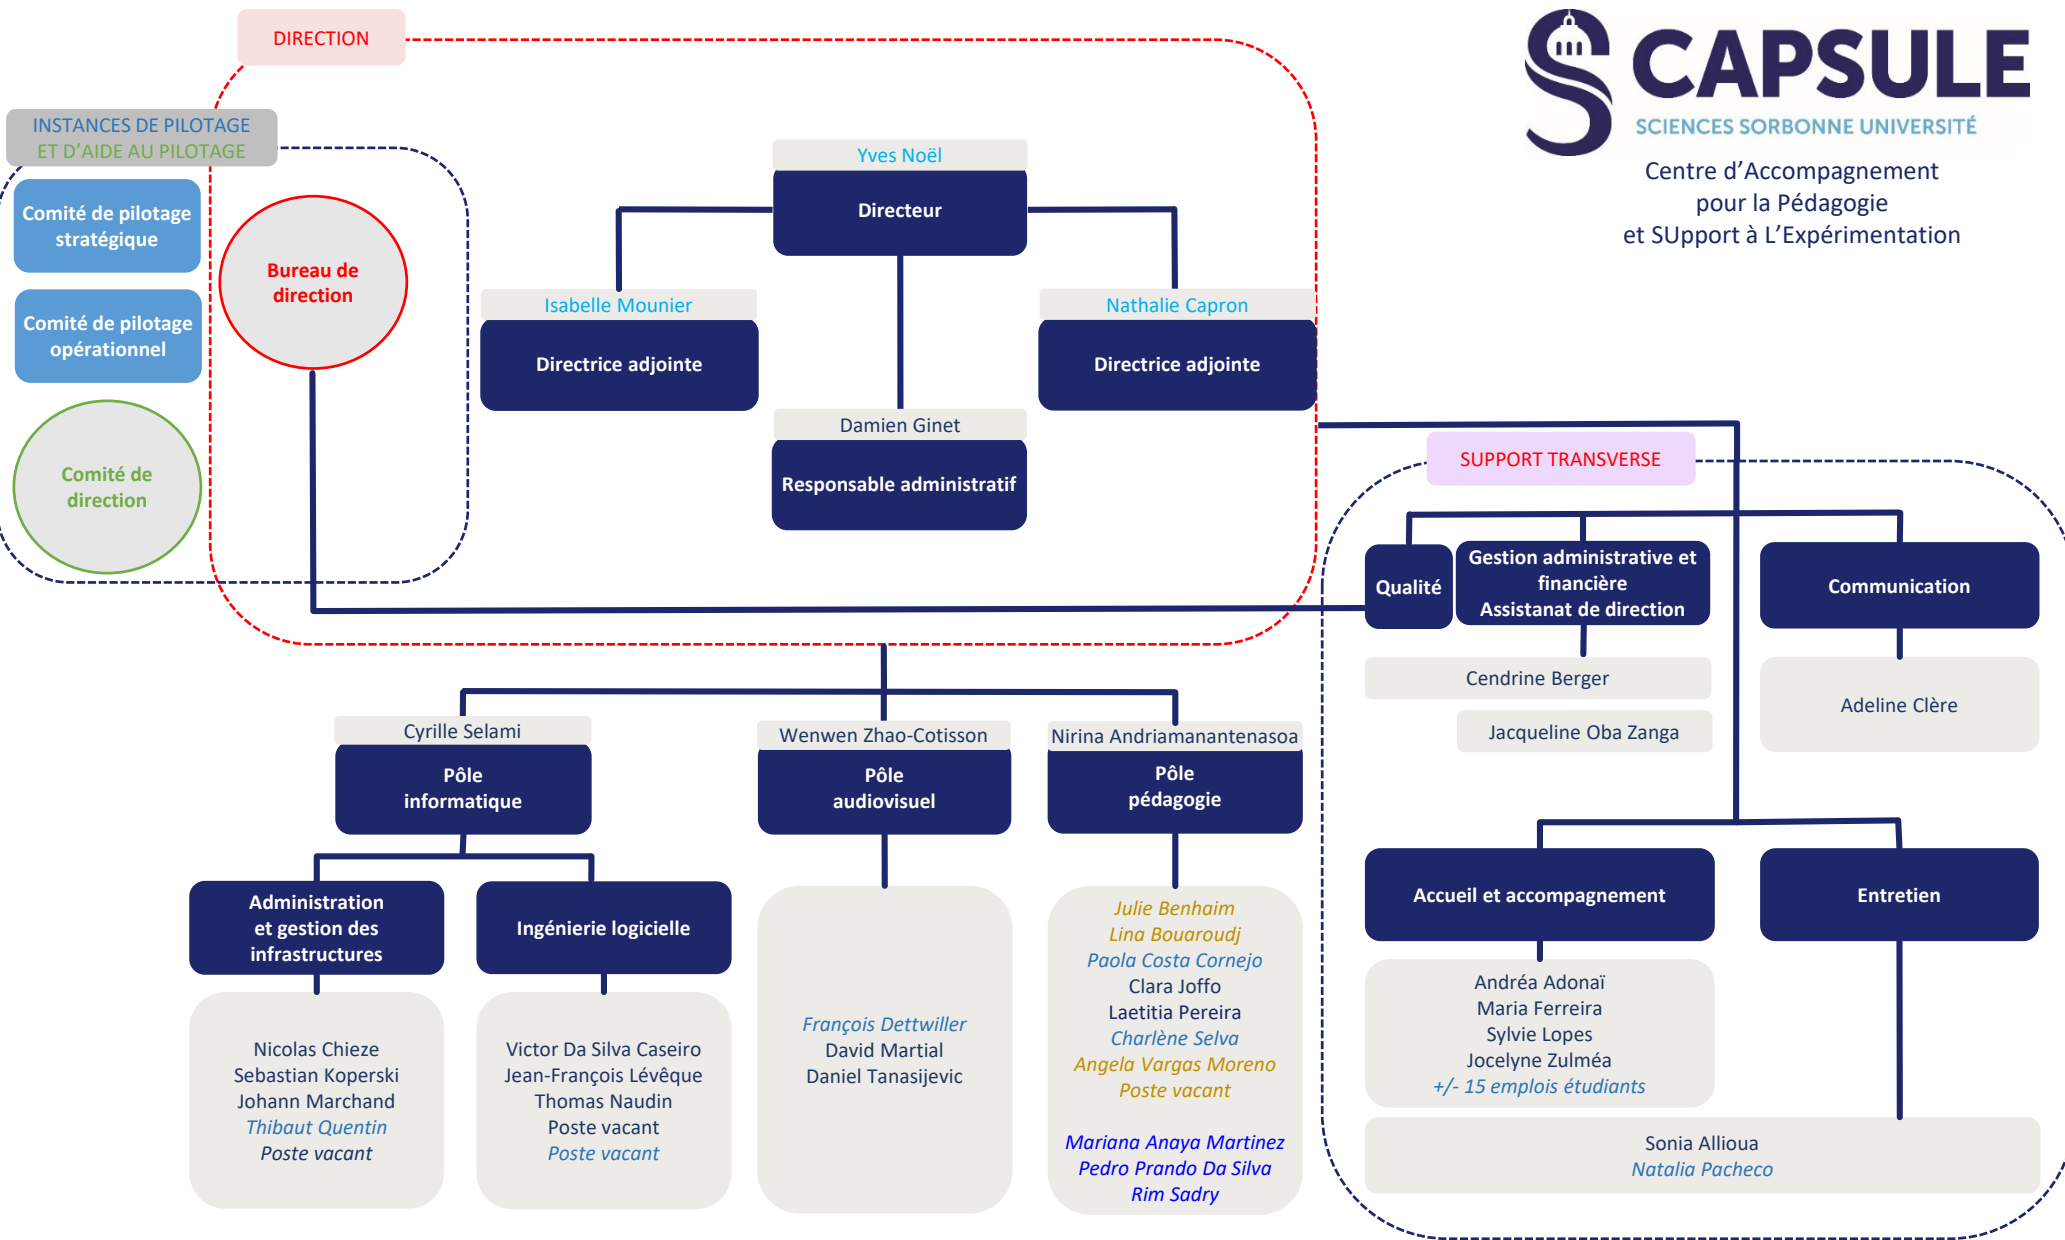 DIRECTION
CAPSULE
SCIENCES SORBONNE UNIVERSITÉ
Centre d'Accompagnement
pour la Pédagogie
et SUpport à L'Expérimentation
INSTANCES DE PILOTAGE
ET D'AIDE AU PILOTAGE
Comité de pilotage
stratégique
Comité de pilotage
opérationnel
Comité de
direction
Bureau de
direction
Yves Noël
Directeur
Isabelle Mounier
Directrice adjointe
Nathalie Capron
Directrice adjointe
Damien Ginet
Responsable administratif
SUPPORT TRANSVERSE
Qualité
Gestion administrative et
financière
Assistanat de direction
Communication
Cendrine Berger
Jacqueline Oba Zanga
Adeline Clère
Cyrille Selami
Pôle
informatique
Wenwen Zhao-Cotisson
Pôle
audiovisuel
Nirina Andriamanantenasoa
Pôle
pédagogie
Administration
et gestion des
infrastructures
Ingénierie logicielle
Nicolas Chieze
Sebastian Koperski
Johann Marchand
Thibaut Quentin
Poste vacant
Victor Da Silva Caseiro
Jean-François Lévêque
Thomas Naudin
Poste vacant
Poste vacant
François Dettwiller
David Martial
Daniel Tanasijevic
Julie Benhaim
Lina Bouaroudj
Paola Costa Cornejo
Clara Joffo
Laetitia Pereira
Charlène Selva
Angela Vargas Moreno
Poste vacant
Mariana Anaya Martinez
Pedro Prando Da Silva
Rim Sadry
Accueil et accompagnement
Entretien
Andréa Adonaï
Maria Ferreira
Sylvie Lopes
Jocelyne Zulméa
+/- 15 emplois étudiants
Sonia Allioua
Natalia Pacheco